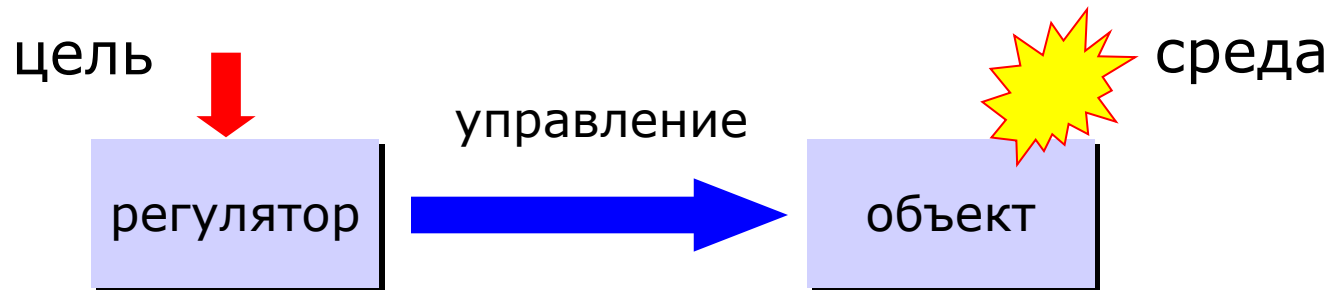 цель
среда
управление
регулятор
объект